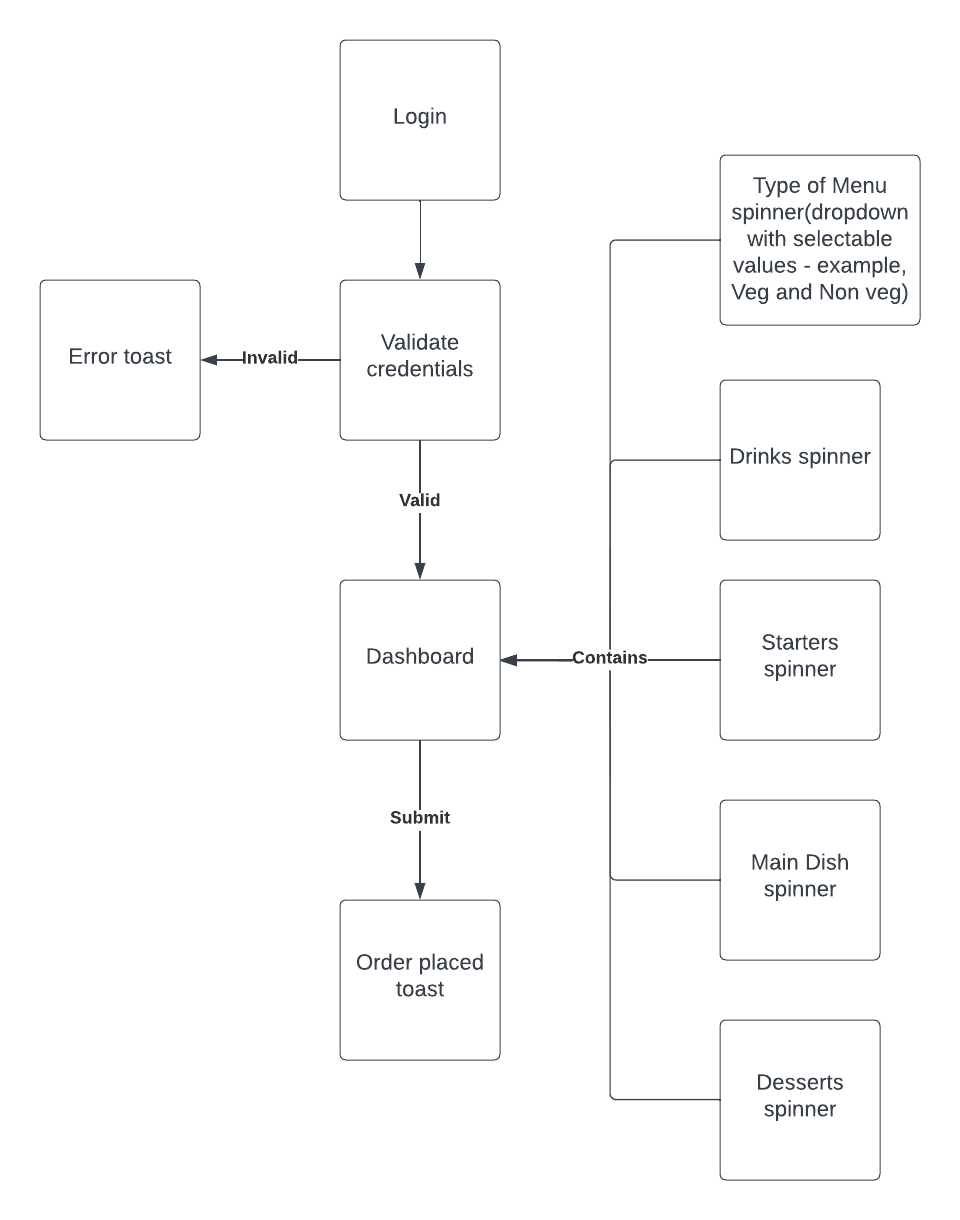 Login
Type of Menu
spinner(dropdown
with selectable
values - example,
Veg and Non veg)
Error toast
Invalid
Validate
credentials
Drinks spinner
Valid
Dashboard
Contains
Starters
spinner
Submit
Main Dish
spinner
Order placed
toast
Desserts
spinner